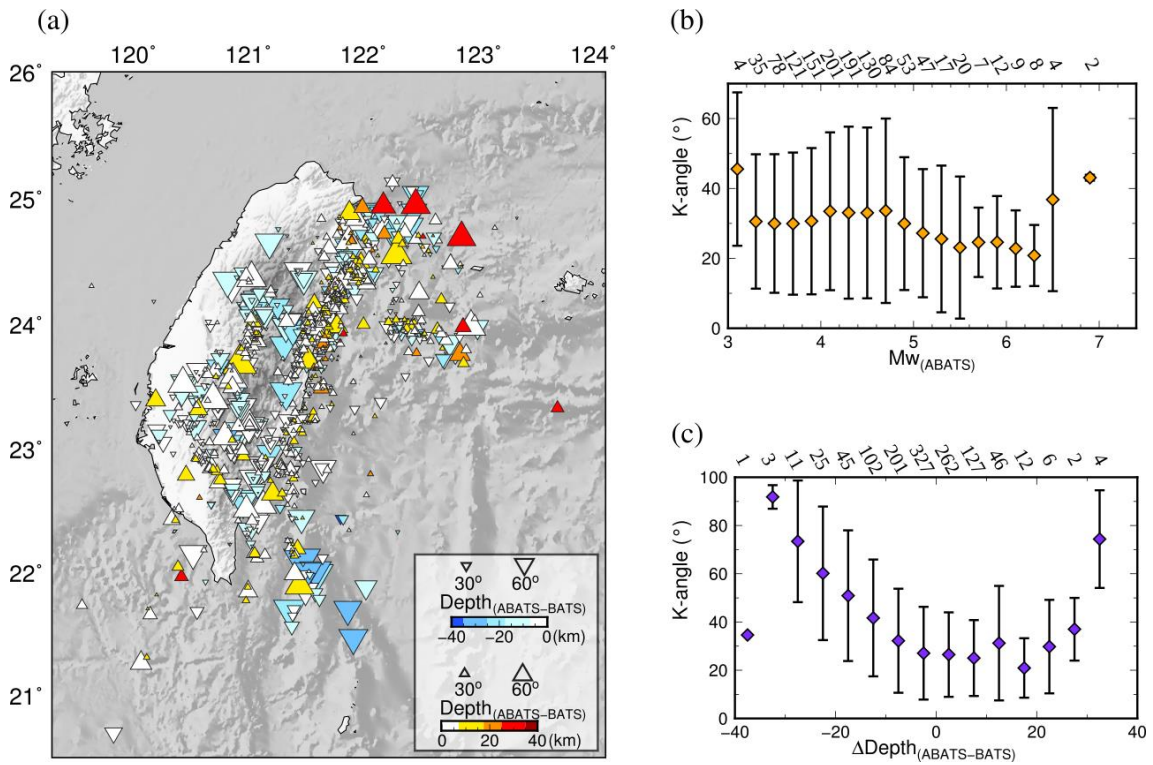 (a)
120° 121° 122° 123° 124°
26°
25°
24°
23°
22°
21°
30° 60°
Depth(ABATS−BATS)
−40 −20 0(km)
30° 60°
Depth(ABATS−BATS)
0 20 40 (km)
(b)
4 35 78 121 151 201 191 130 84 53 47 17 20 7 12 9 8 4 2
K-angle (°)
60
40
20
0
3 4 5 6 7
Mw(ABATS)
(c)
1 3 11 25 45 102 201 327 262 127 46 12 6 2 4
K-angle (°)
100
80
60
40
20
0
−40 −20 0 20 40
ΔDepth(ABATS−BATS)